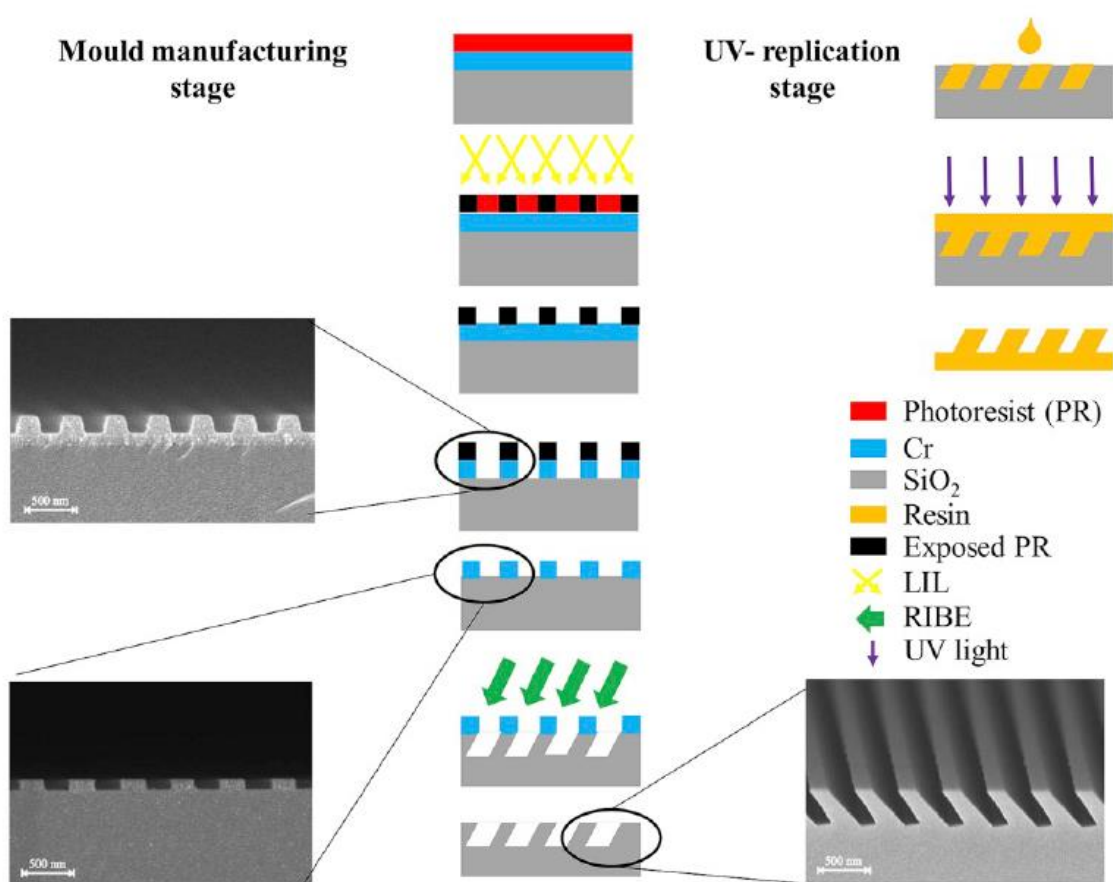 Mould manufacturing
stage
UV- replication
stage
Photoresist (PR)
Cr
SiO₂
Resin
Exposed PR
LIL
RIBE
UV light
500 nm
500 nm
500 nm